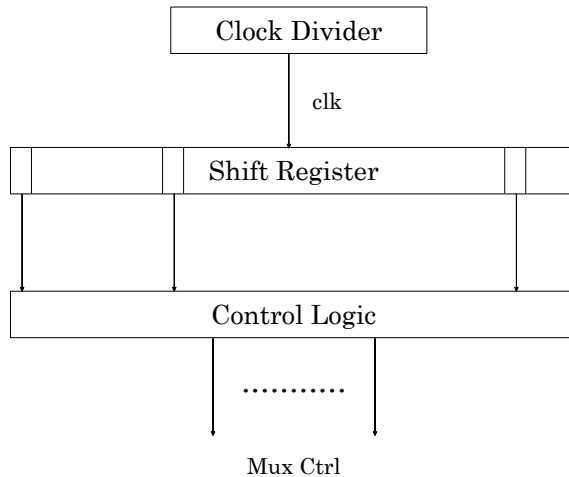 Clock Divider
clk
Shift Register
Control Logic
...........
Mux Ctrl